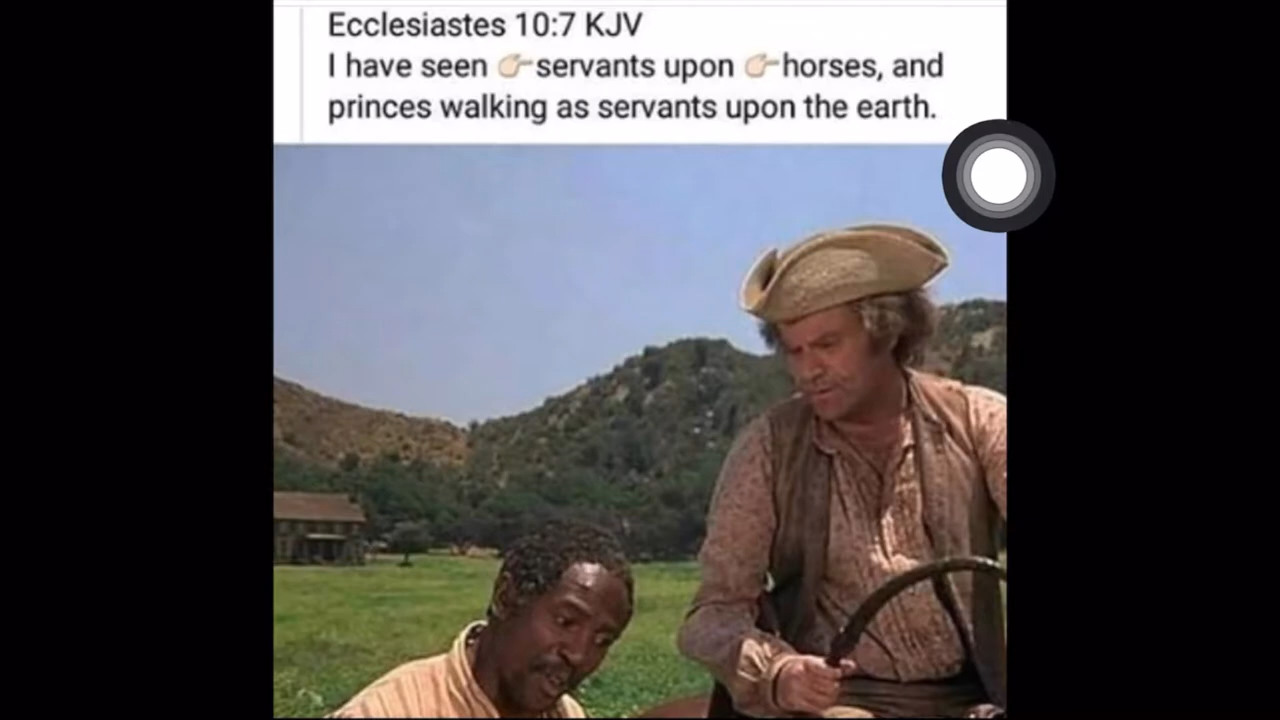 Ecclesiastes 10:7 KJV
I have seen 👉🏻servants upon 👉🏻horses, and
princes walking as servants upon the earth.